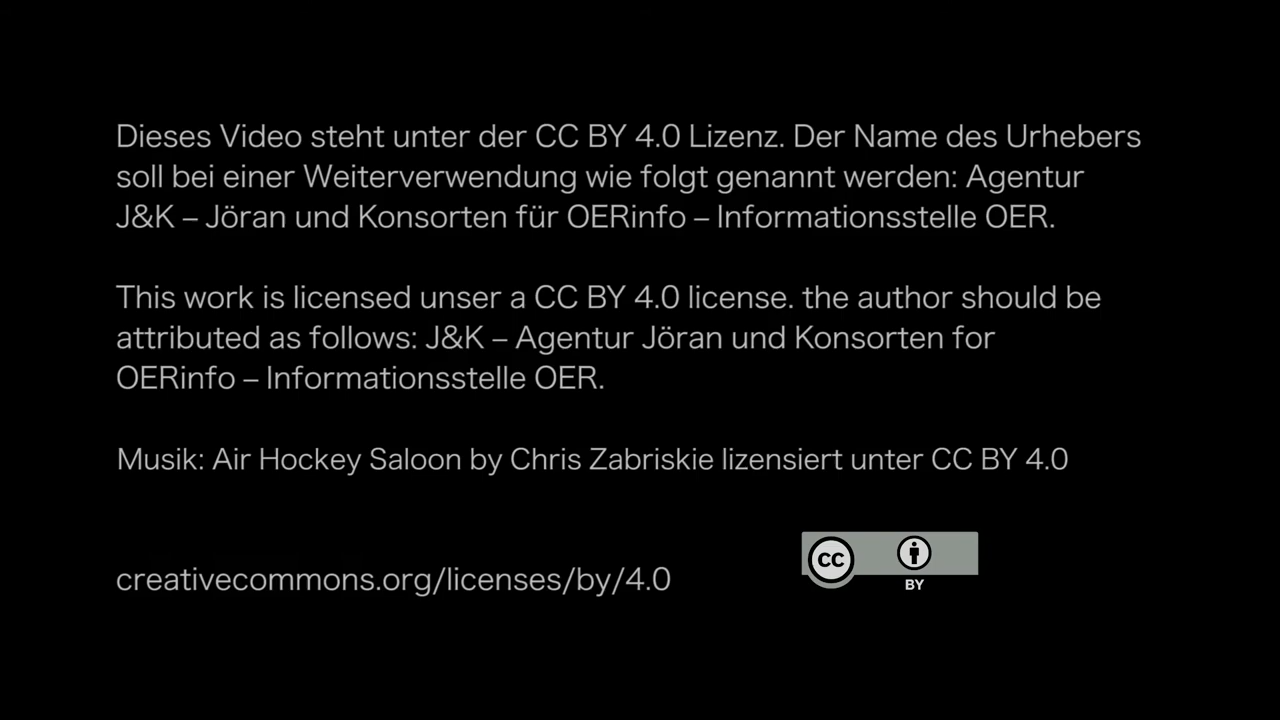 Dieses Video steht unter der CC BY 4.0 Lizenz. Der Name des Urhebers
soll bei einer Weiterverwendung wie folgt genannt werden: Agentur
J&K – Jöran und Konsorten für OERinfo – Informationsstelle OER.
This work is licensed unser a CC BY 4.0 license. the author should be
attributed as follows: J&K – Agentur Jöran und Konsorten for
OERinfo – Informationsstelle OER.
Musik: Air Hockey Saloon by Chris Zabriskie lizensiert unter CC BY 4.0
creativecommons.org/licenses/by/4.0
CC
BY